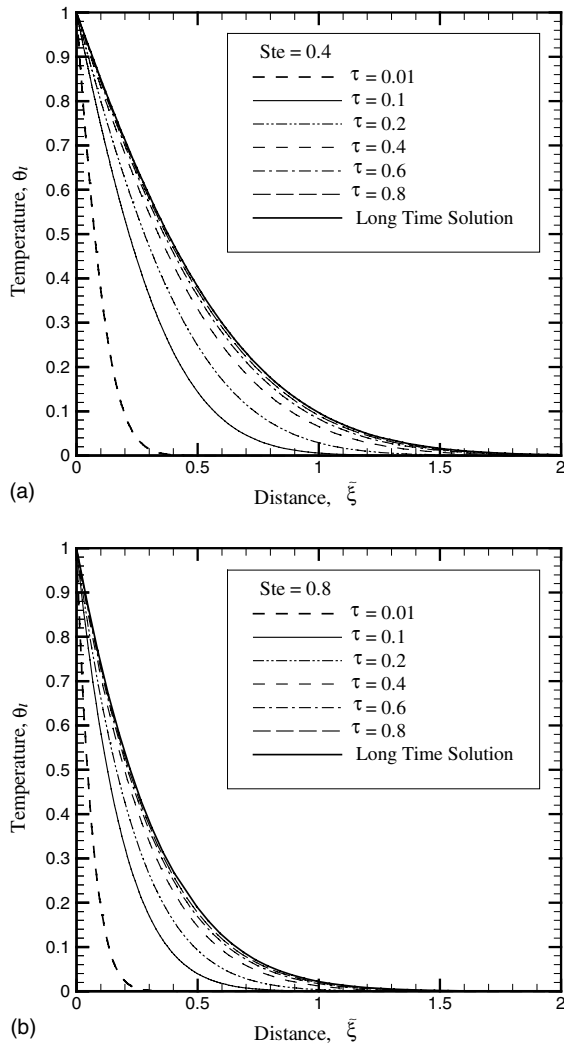 1
0.9
0.8
0.7
0.6
0.5
0.4
0.3
0.2
0.1
0
Temperature, θl
Ste = 0.4
τ = 0.01
τ = 0.1
τ = 0.2
τ = 0.4
τ = 0.6
τ = 0.8
Long Time Solution
0 0.5 1 1.5 2
(a)
Distance, ξ̄
1
0.9
0.8
0.7
0.6
0.5
0.4
0.3
0.2
0.1
0
Temperature, θl
Ste = 0.8
τ = 0.01
τ = 0.1
τ = 0.2
τ = 0.4
τ = 0.6
τ = 0.8
Long Time Solution
0 0.5 1 1.5 2
(b)
Distance, ξ̄